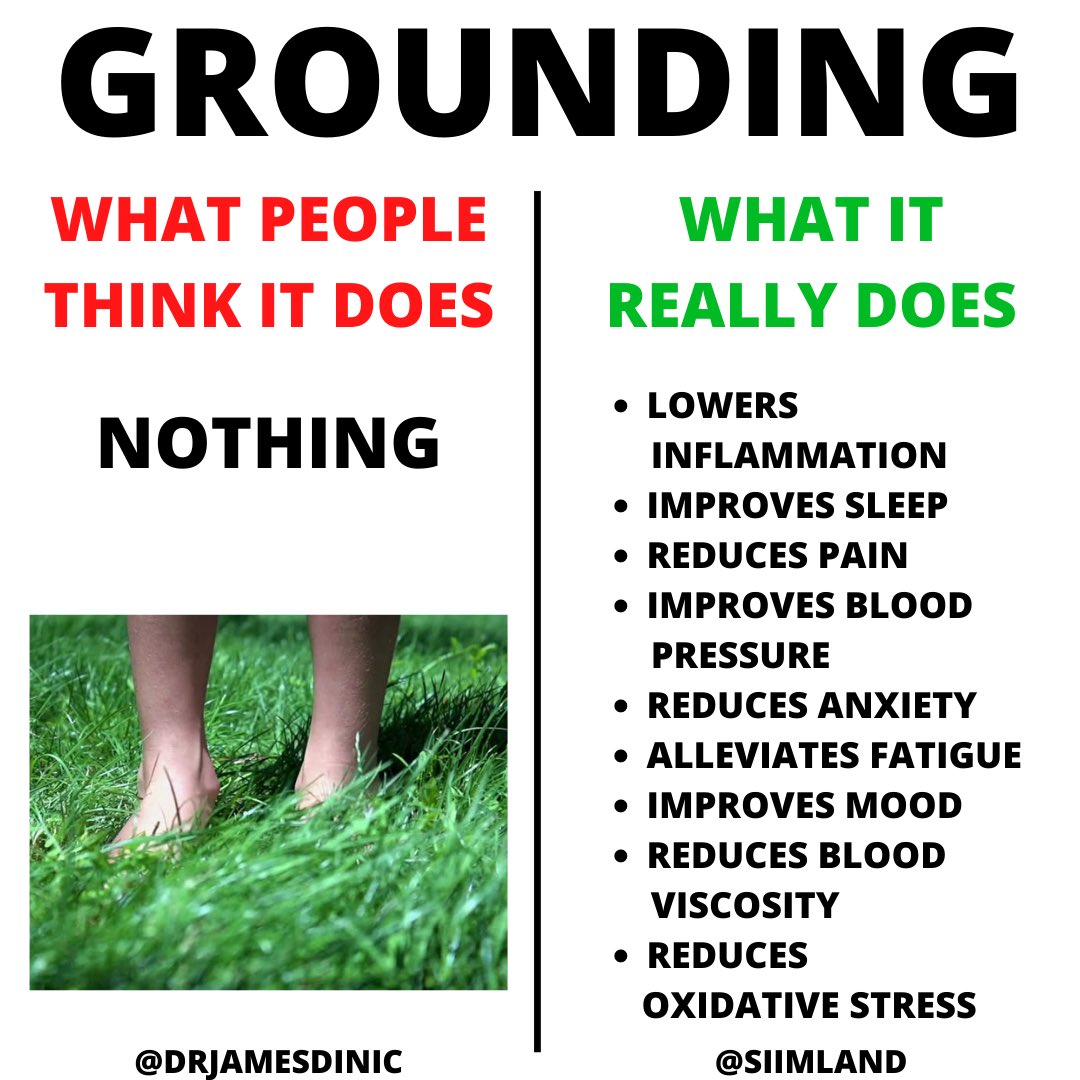 GROUNDING
WHAT PEOPLE
THINK IT DOES
NOTHING
@DRJAMESDINIC
WHAT IT
REALLY DOES
• LOWERS
INFLAMMATION
• IMPROVES SLEEP
• REDUCES PAIN
• IMPROVES BLOOD
PRESSURE
• REDUCES ANXIETY
• ALLEVIATES FATIGUE
• IMPROVES MOOD
• REDUCES BLOOD
VISCOSITY
• REDUCES
OXIDATIVE STRESS
@SIIMLAND